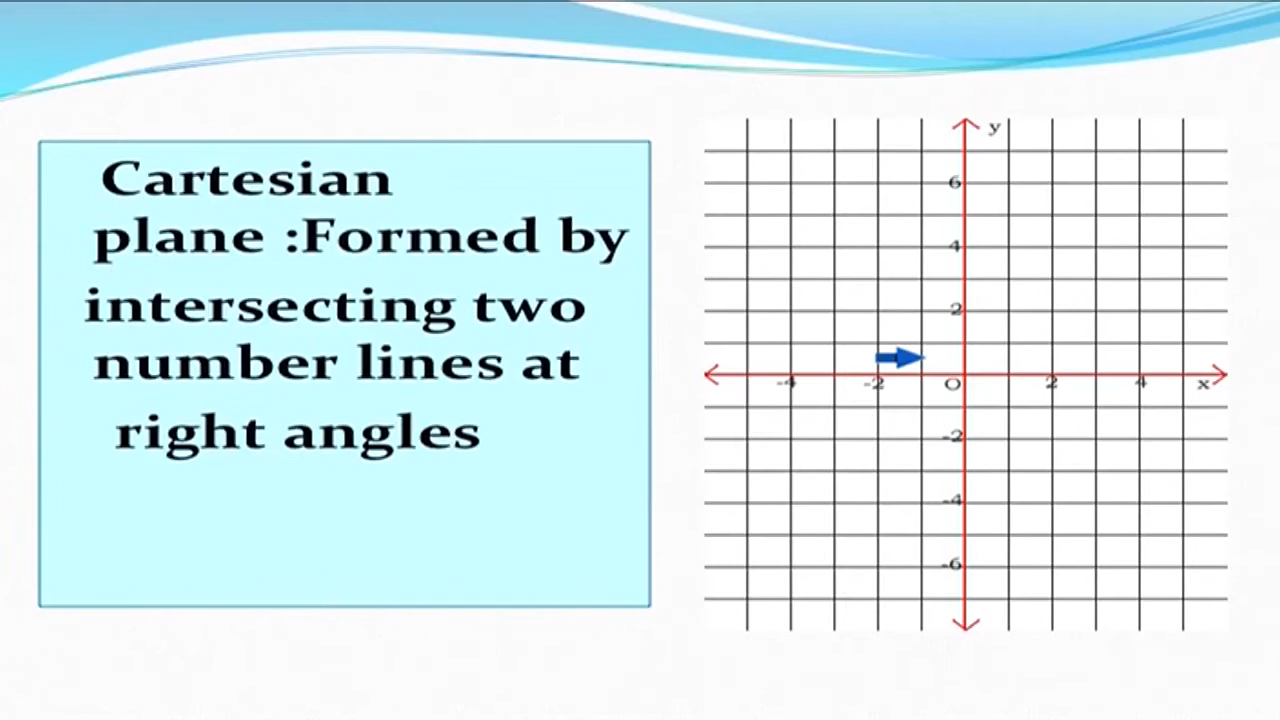 Cartesian
plane :Formed by
intersecting two
number lines at
right angles
y
6
4
2
-4 -2 O 2 4 x
-2
-4
-6